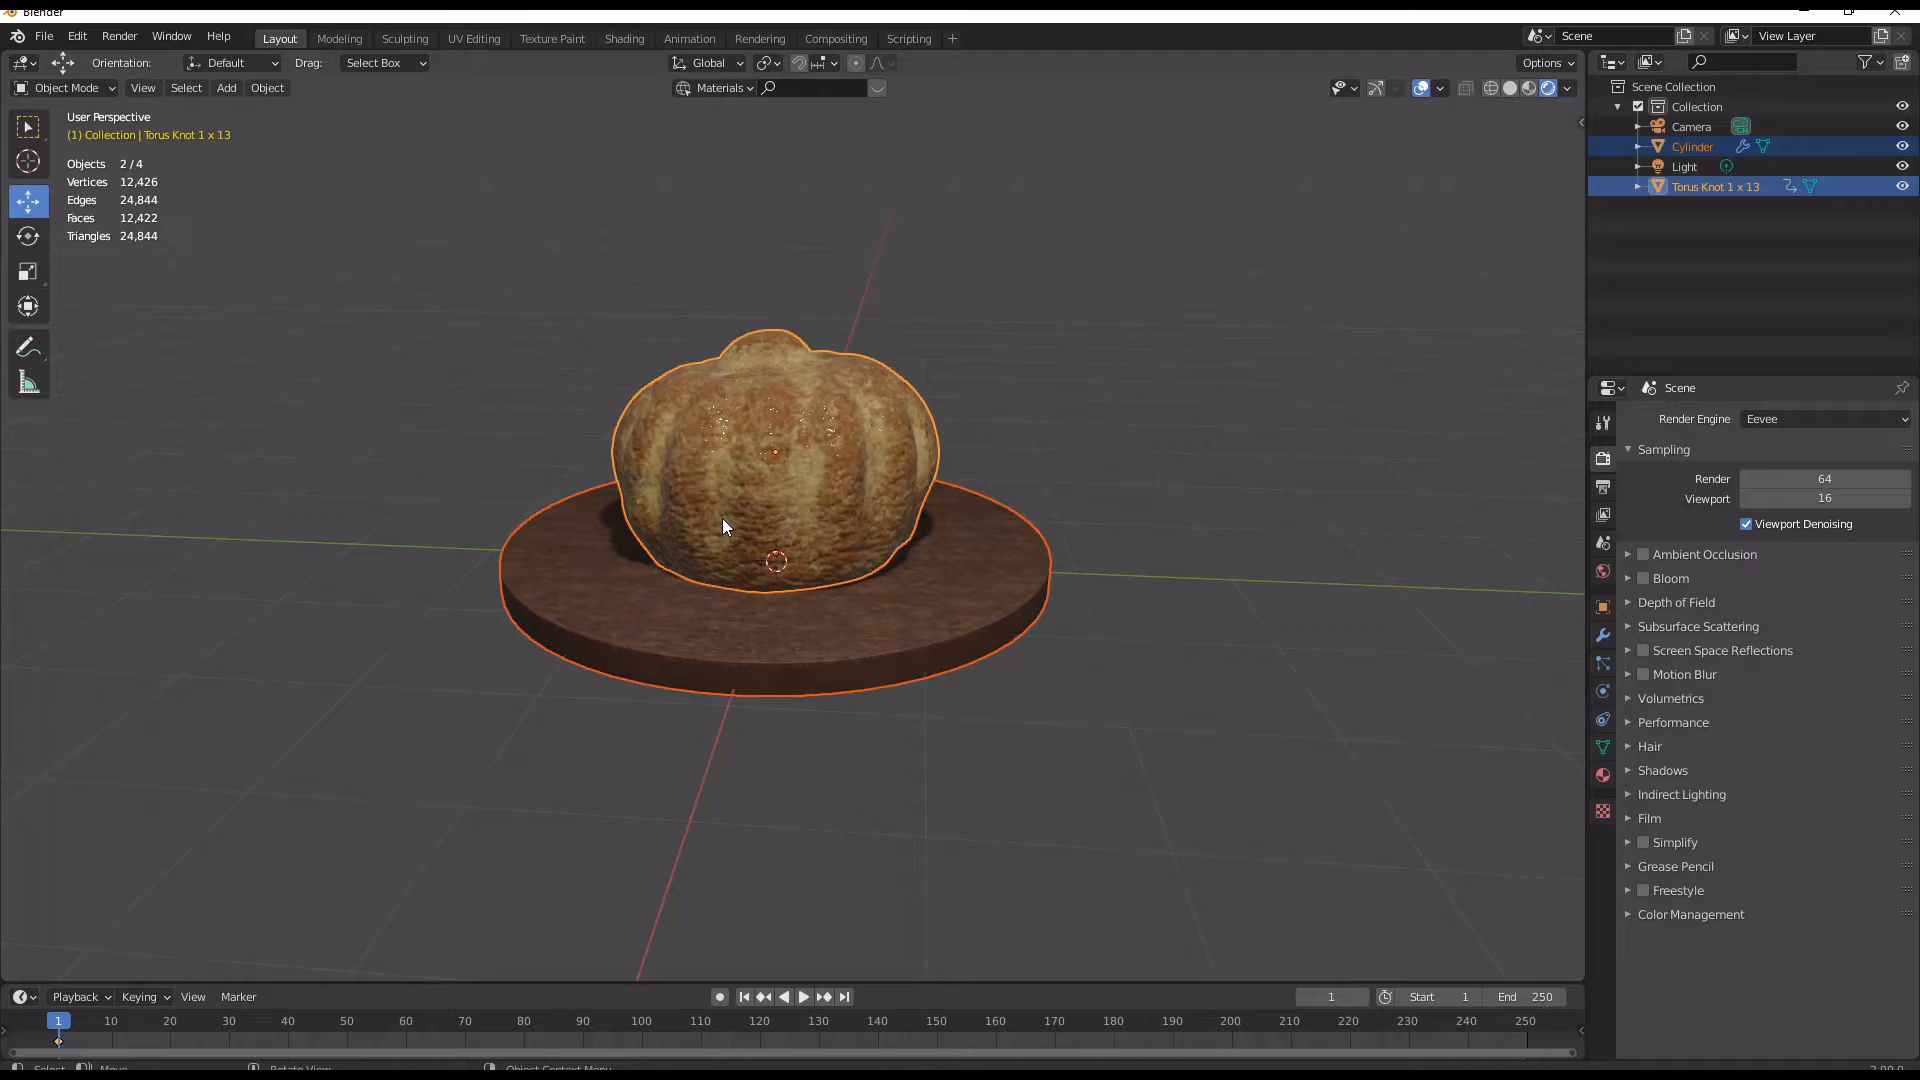 Blender
File Edit Render Window Help
Layout Modeling Sculpting UV Editing Texture Paint Shading Animation Rendering Compositing Scripting +
Scene
View Layer
Orientation: Default Drag: Select Box
Global
Options
Object Mode View Select Add Object
Materials
User Perspective
(1) Collection | Torus Knot 1 x 13
Objects 2 / 4
Vertices 12,426
Edges 24,844
Faces 12,422
Triangles 24,844
Scene Collection
Collection
Camera
Cylinder
Light
Torus Knot 1 x 13
Scene
Render Engine Eevee
Sampling
Render 64
Viewport 16
Viewport Denoising
Ambient Occlusion
Bloom
Depth of Field
Subsurface Scattering
Screen Space Reflections
Motion Blur
Volumetrics
Performance
Hair
Shadows
Indirect Lighting
Film
Simplify
Grease Pencil
Freestyle
Color Management
Playback Keying View Marker
1
Start 1 End 250
1 10 20 30 40 50 60 70 80 90 100 110 120 130 140 150 160 170 180 190 200 210 220 230 240 250
Select Move Rotate View Object Context Menu
2.90.0